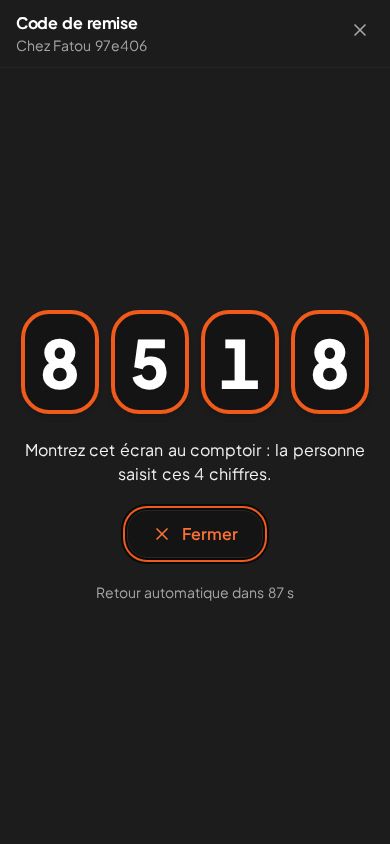 Code de remise
Chez Fatou 97e406
8 5 1 8
Montrez cet écran au comptoir : la personne
saisit ces 4 chiffres.
Fermer
Retour automatique dans 87 s